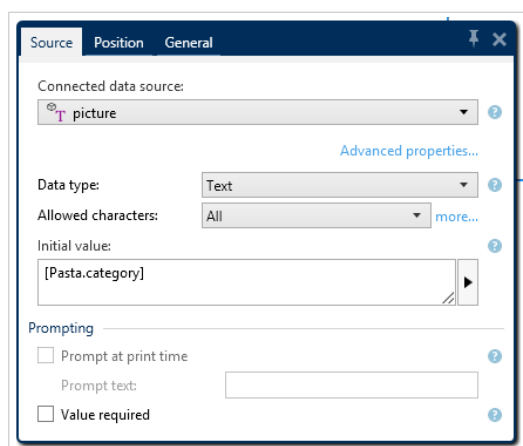 Source Position General
Connected data source:
T picture
Advanced properties...
Data type: Text
Allowed characters: All more...
Initial value:
[Pasta.category]
Prompting
Prompt at print time
Prompt text:
Value required